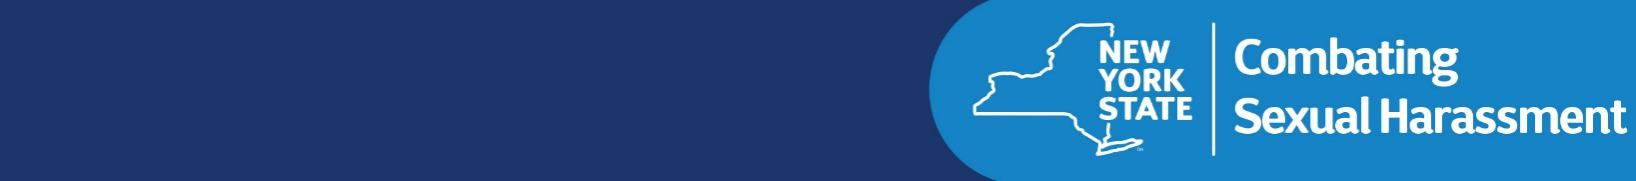 NEW
YORK
STATE
Combating
Sexual Harassment